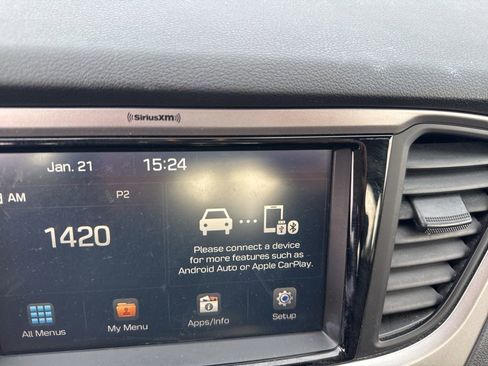 SiriusXM
Jan. 21
15:24
AM
P2
1420
Please connect a device
for more features such as
Android Auto or Apple CarPlay.
All Menus
My Menu
Apps/Info
Setup